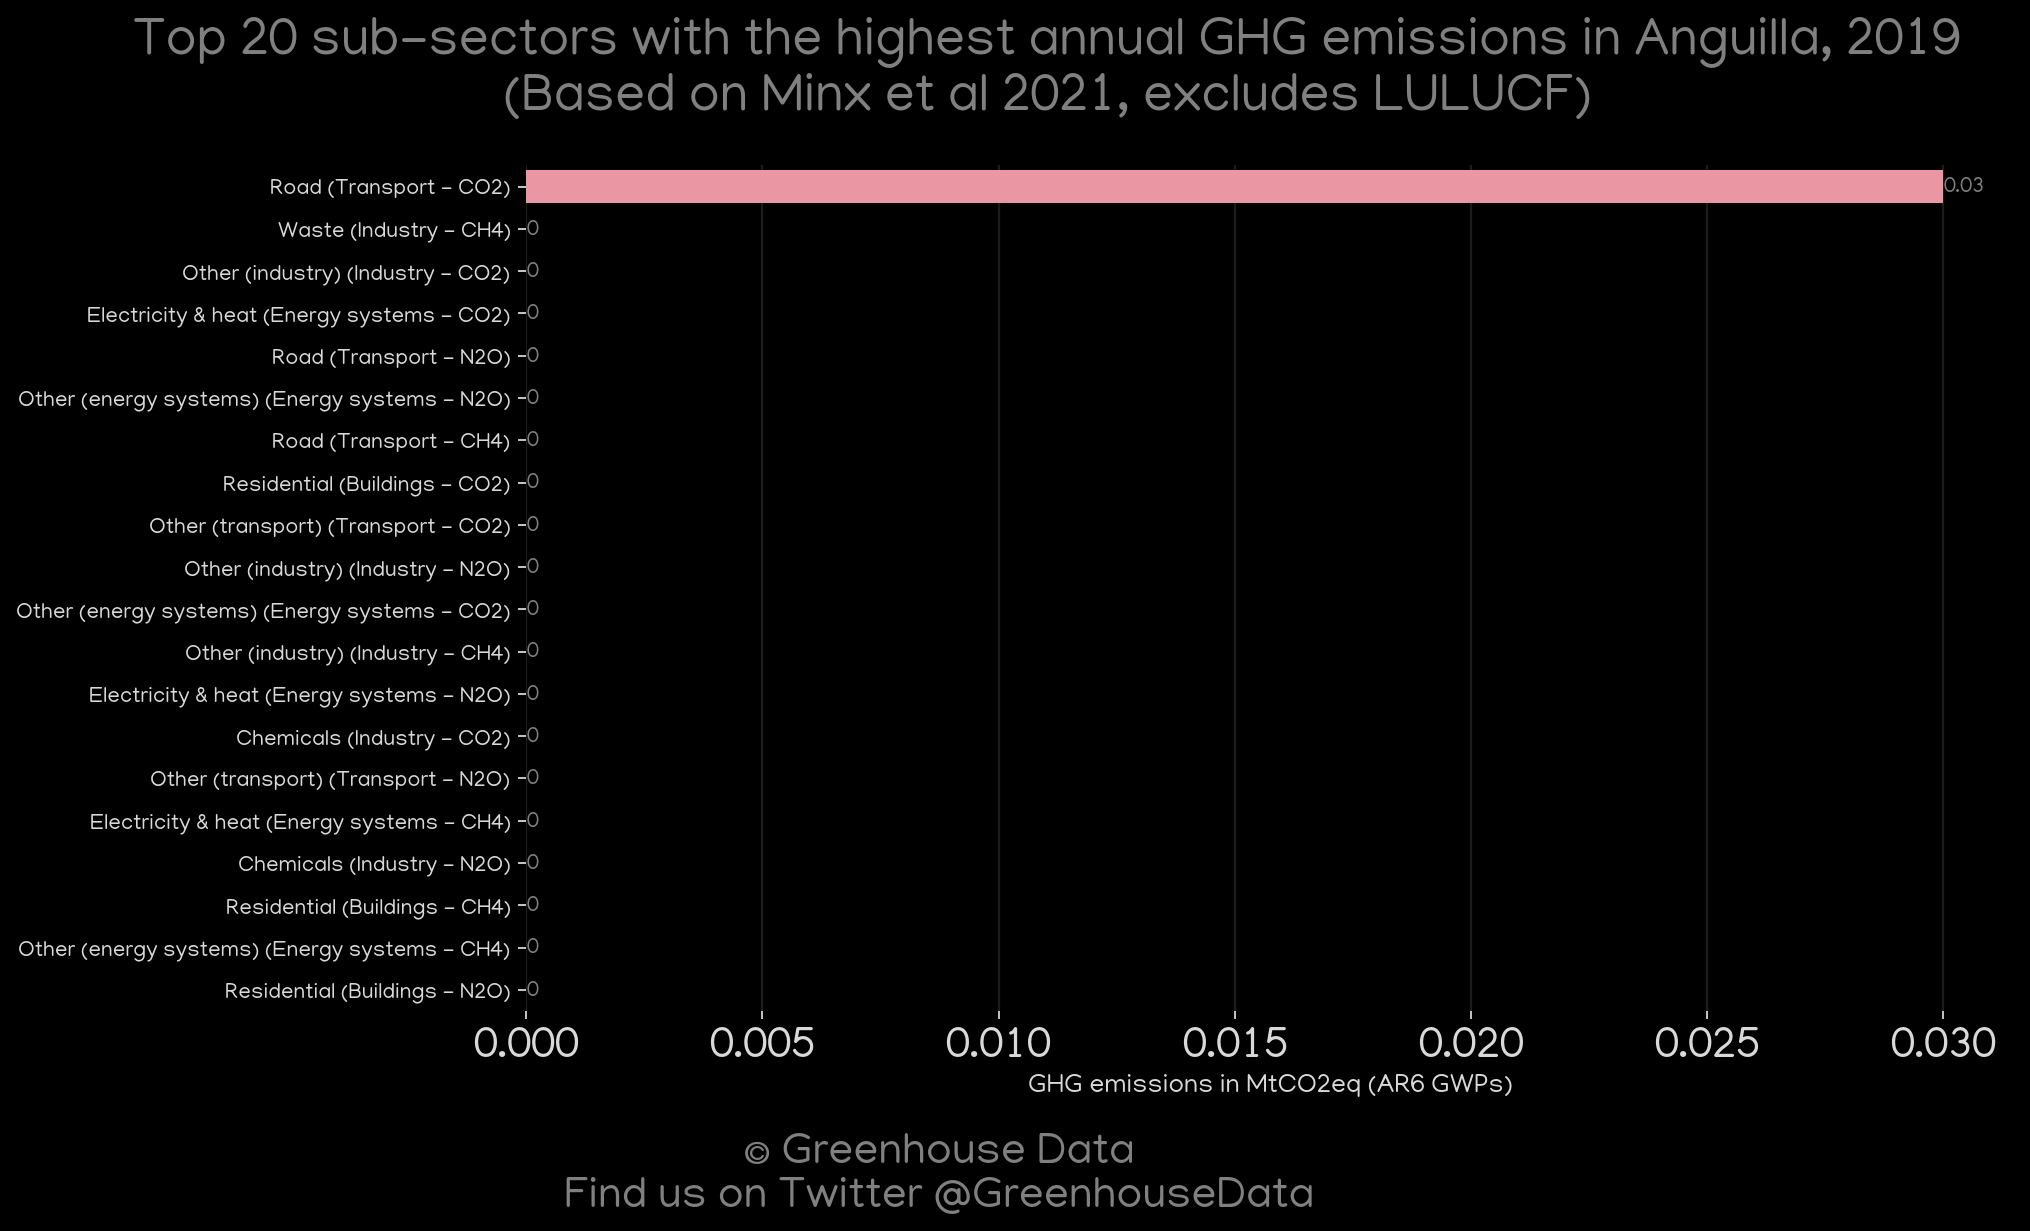 Top 20 sub-sectors with the highest annual GHG emissions in Anguilla, 2019
(Based on Minx et al 2021, excludes LULUCF)
Road (Transport - CO2) 0.03
Waste (Industry - CH4) 0
Other (industry) (Industry - CO2) 0
Electricity & heat (Energy systems - CO2) 0
Road (Transport - N2O) 0
Other (energy systems) (Energy systems - N2O) 0
Road (Transport - CH4) 0
Residential (Buildings - CO2) 0
Other (transport) (Transport - CO2) 0
Other (industry) (Industry - N2O) 0
Other (energy systems) (Energy systems - CO2) 0
Other (industry) (Industry - CH4) 0
Electricity & heat (Energy systems - N2O) 0
Chemicals (Industry - CO2) 0
Other (transport) (Transport - N2O) 0
Electricity & heat (Energy systems - CH4) 0
Chemicals (Industry - N2O) 0
Residential (Buildings - CH4) 0
Other (energy systems) (Energy systems - CH4) 0
Residential (Buildings - N2O) 0
0.000 0.005 0.010 0.015 0.020 0.025 0.030
GHG emissions in MtCO2eq (AR6 GWPs)
© Greenhouse Data
Find us on Twitter @GreenhouseData